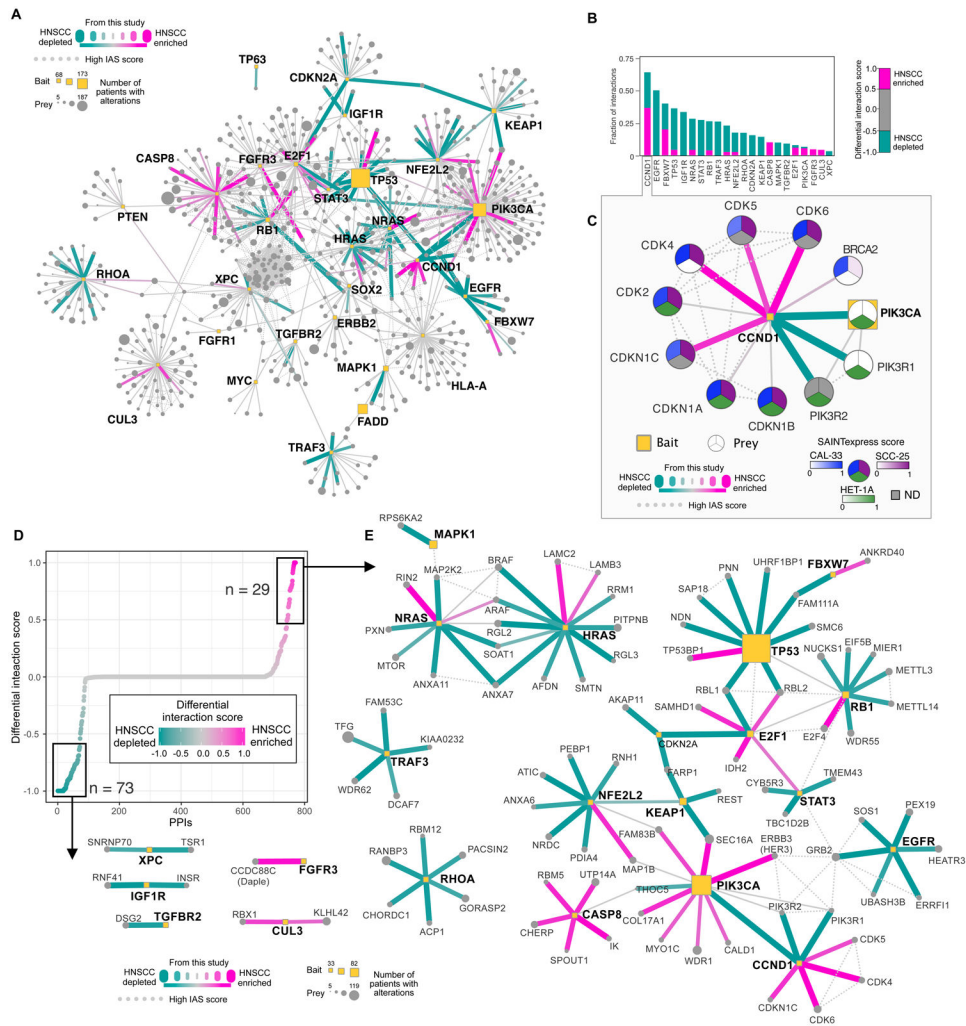 A
From this study
HNSCC depleted
HNSCC enriched
High IAS score
Bait
68
173
Number of patients with alterations
Prey
5
187
TP63
CDKN2A
IGF1R
KEAP1
CASP8
FGFR3
E2F1
NFE2L2
TP53
PTEN
STAT3
PIK3CA
RB1
NRAS
HRAS
CCND1
RHOA
XPC
SOX2
EGFR
FGFR1
TGFBR2
ERBB2
FBXW7
MYC
MAPK1
HLA-A
CUL3
FADD
TRAF3
B
Fraction of interactions
0.8
0.6
0.4
0.2
0
CCND1
EGFR
FBXW7
TP53
IGF1R
STAT3
RB1
TRAF3
HRAS
NFE2L2
RHOA
CDKN2A
KEAP1
CASP8
MAPK1
TGFBR2
E2F1
PIK3CA
FGFR3
CUL3
XPC
Differential interaction score
1.0
0.5
0
-0.5
-1.0
HNSCC enriched
HNSCC depleted
C
CDK5
CDK6
CDK4
BRCA2
CDK2
PIK3CA
CCND1
CDKN1C
PIK3R1
CDKN1A
CDKN1B
PIK3R2
Bait
Prey
SAINTexpress score
CAL-33
0 1
SCC-25
0 1
HET-1A
0 1
ND
From this study
HNSCC depleted
HNSCC enriched
High IAS score
D
Differential inteaction score
1.0
0.5
0.0
-0.5
-1.0
n = 29
n = 73
Differential interaction score
HNSCC depleted
HNSCC enriched
-1.0 -0.5 0.0 0.5 1.0
0 200 400 600 800
PPIs
SNRNP70
TSR1
XPC
RNF41
INSR
IGF1R
DSG2
TGFBR2
CCDC88C (Daple)
FGFR3
RBX1
KLHL42
CUL3
From this study
HNSCC depleted
HNSCC enriched
High IAS score
Bait
33
82
Number of patients with alterations
Prey
5
119
E
RPS6KA2
MAPK1
MAP2K2
BRAF
LAMC2
LAMB3
RIN2
NRAS
ARAF
RRM1
PITPNB
HRAS
PXN
RGL2
MTOR
SOAT1
RGL3
ANXA11
ANXA7
AFDN
SMTN
FAM53C
TFG
KIAA0232
TRAF3
WDR62
DCAF7
RBM12
RANBP3
PACSIN2
RHOA
CHORDC1
GORASP2
ACP1
PNN
UHRF1BP1
FBXW7
ANKRD40
SAP18
FAM111A
NDN
SMC6
TP53BP1
TP53
NUCKS1
EIF5B
MIER1
METTL3
RBL1
RBL2
RB1
METTL14
AKAP11
SAMHD1
E2F1
E2F4
WDR55
CDKN2A
IDH2
CYB5R3
TMEM43
PEBP1
RNH1
FARP1
STAT3
ATIC
NFE2L2
KEAP1
REST
TBC1D2B
SOS1
PEX19
ANXA6
FAM83B
SEC16A
ERBB3 (HER3)
GRB2
EGFR
HEATR3
NRDC
PDIA4
MAP1B
UBASH3B
ERRFI1
RBM5
UTP14A
THOC5
PIK3CA
PIK3R2
PIK3R1
CASP8
COL17A1
CHERP
IK
MYO1C
WDR1
CALD1
SPOUT1
CCND1
CDK5
CDK4
CDKN1C
CDK6